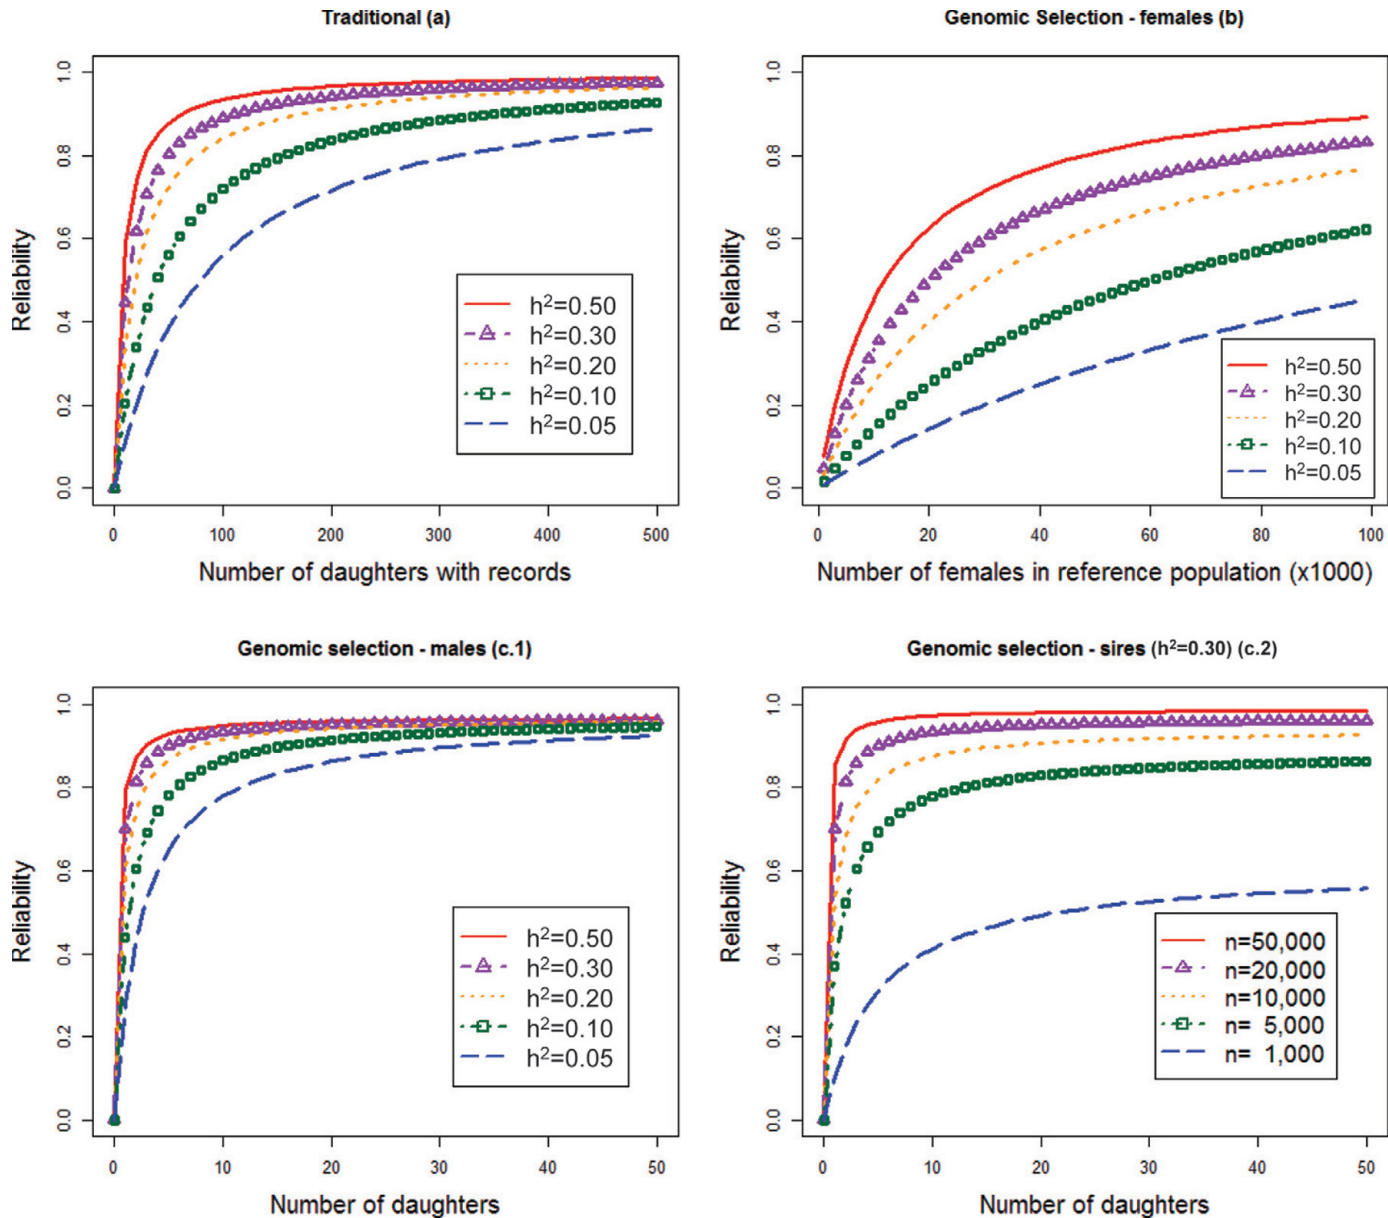 Traditional (a)
Reliability
1.0
0.8
0.6
0.4
0.2
0.0
h²=0.50
h²=0.30
h²=0.20
h²=0.10
h²=0.05
0 100 200 300 400 500
Number of daughters with records
Genomic Selection - females (b)
Reliability
1.0
0.8
0.6
0.4
0.2
0.0
h²=0.50
h²=0.30
h²=0.20
h²=0.10
h²=0.05
0 20 40 60 80 100
Number of females in reference population (x1000)
Genomic selection - males (c.1)
Reliability
1.0
0.8
0.6
0.4
0.2
0.0
h²=0.50
h²=0.30
h²=0.20
h²=0.10
h²=0.05
0 10 20 30 40 50
Number of daughters
Genomic selection - sires (h²=0.30) (c.2)
Reliability
1.0
0.8
0.6
0.4
0.2
0.0
n=50,000
n=20,000
n=10,000
n= 5,000
n= 1,000
0 10 20 30 40 50
Number of daughters